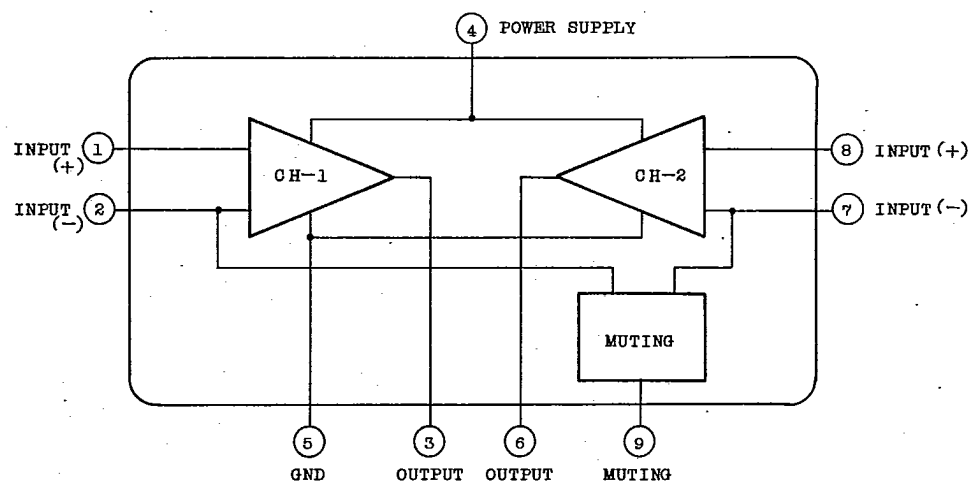 4 POWER SUPPLY
INPUT (+) 1
CH-1
CH-2
8 INPUT (+)
INPUT (-) 2
7 INPUT (-)
MUTING
5
3
6
9
GND
OUTPUT
OUTPUT
MUTING